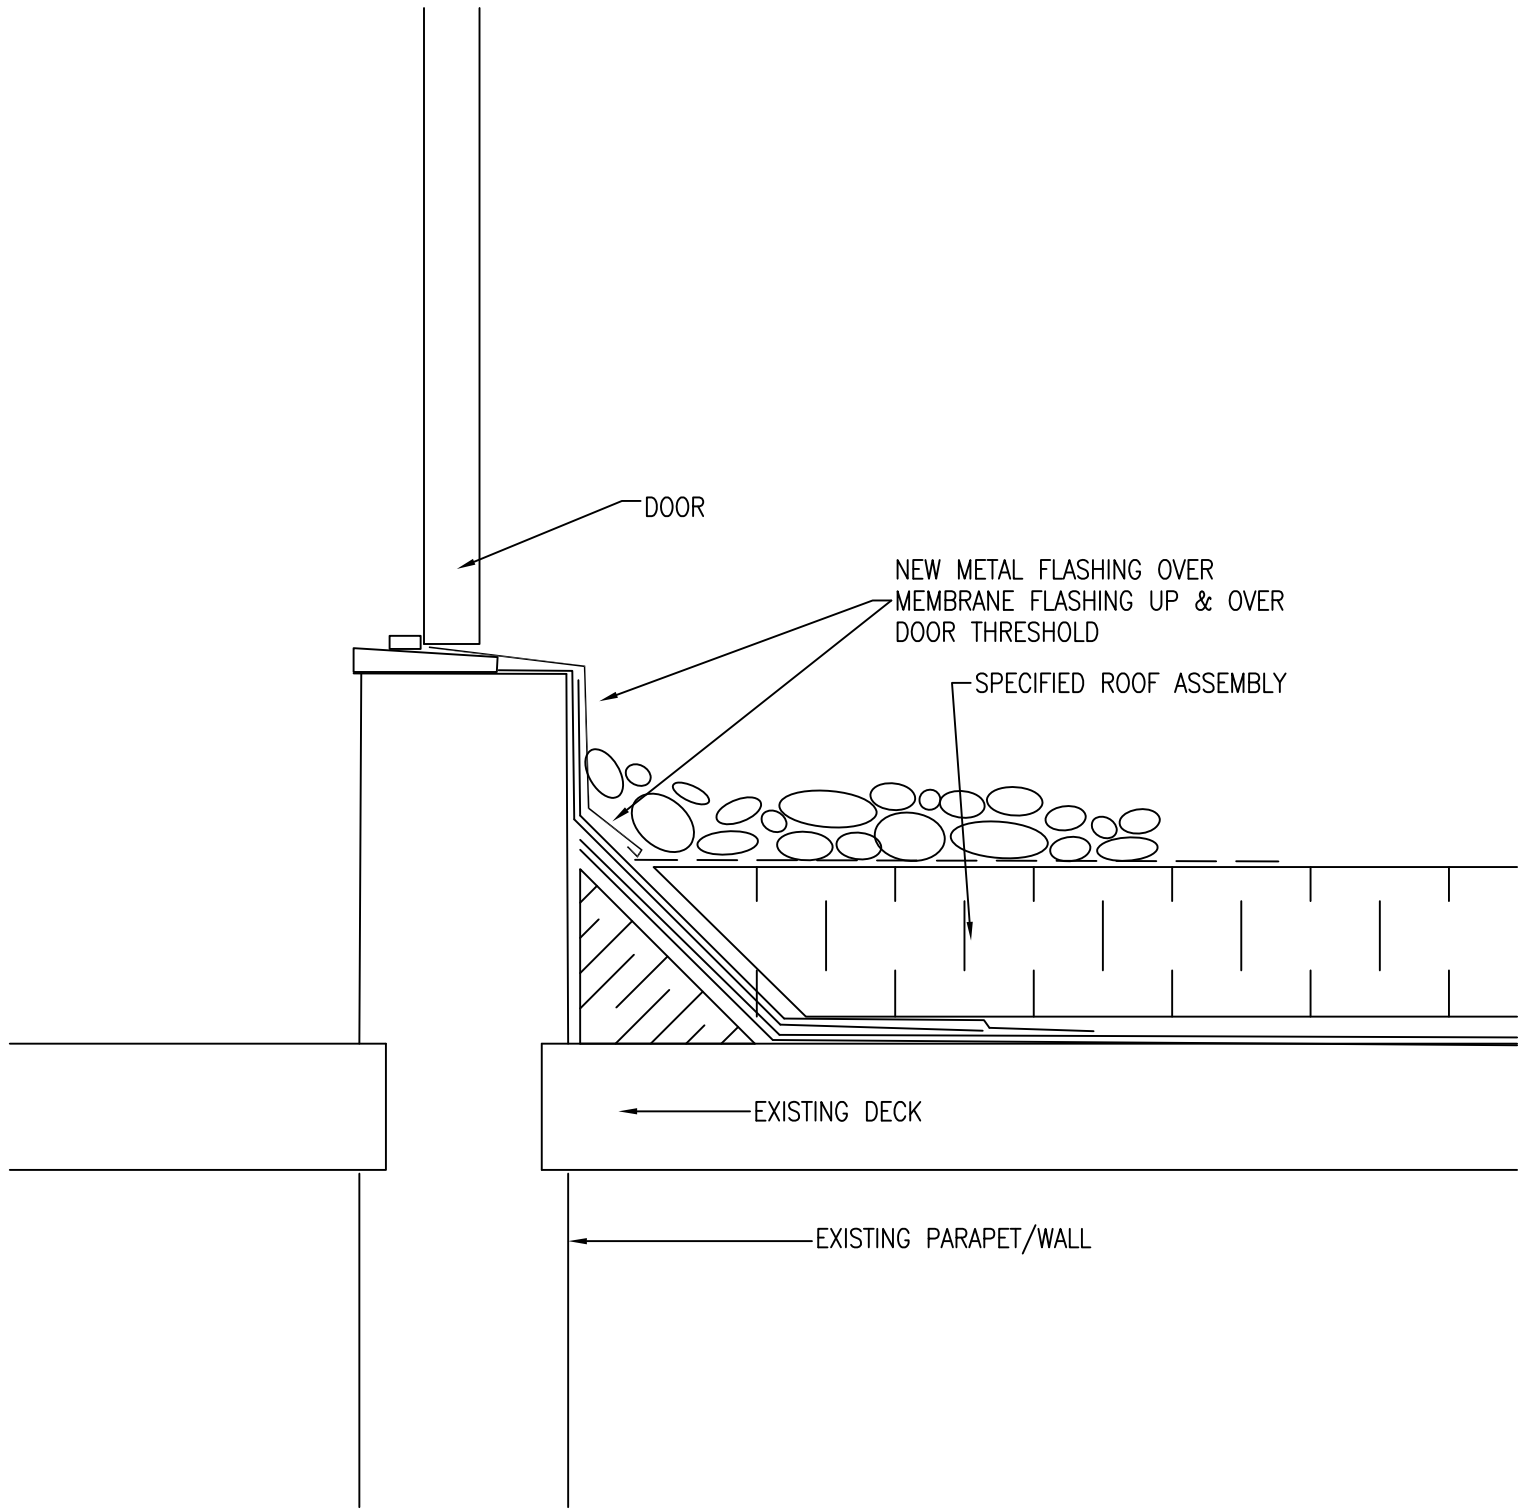 DOOR
NEW METAL FLASHING OVER
MEMBRANE FLASHING UP & OVER
DOOR THRESHOLD
SPECIFIED ROOF ASSEMBLY
EXISTING DECK
EXISTING PARAPET/WALL